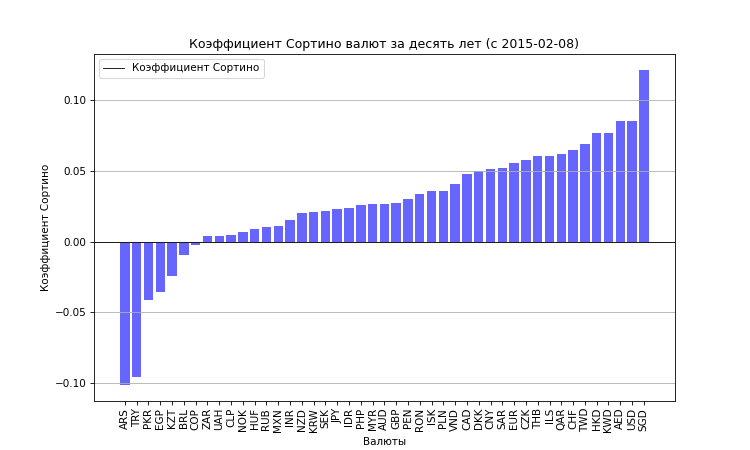 Коэффициент Сортино валют за десять лет (с 2015-02-08)
Коэффициент Сортино
0.10
0.05
0.00
−0.05
−0.10
Коэффициент Сортино
ARS
TRY
PKR
EGP
KZT
BRL
COP
ZAR
UAH
CLP
NOK
HUF
RUB
MXN
INR
NZD
KRW
SEK
JPY
IDR
PHP
MYR
AUD
GBP
PEN
RON
ISK
PLN
VND
CAD
DKK
CNY
SAR
EUR
CZK
THB
ILS
QAR
CHF
TWD
HKD
KWD
AED
USD
SGD
Валюты